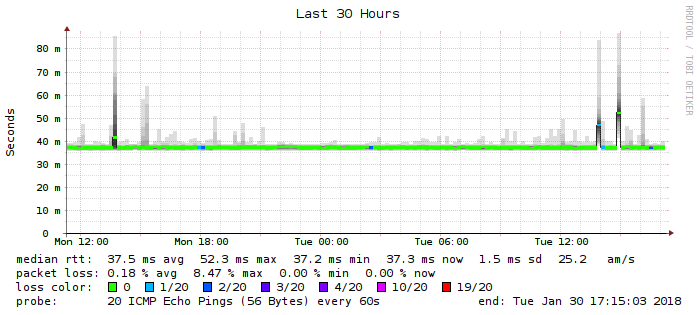 Last 30 Hours
RRDTOOL / TOBI OETIKER
Seconds
80 m
70 m
60 m
50 m
40 m
30 m
20 m
10 m
0
Mon 12:00 Mon 18:00 Tue 00:00 Tue 06:00 Tue 12:00
median rtt: 37.5 ms avg 52.3 ms max 37.2 ms min 37.3 ms now 1.5 ms sd 25.2 am/s
packet loss: 0.18 % avg 8.47 % max 0.00 % min 0.00 % now
loss color: 0 1/20 2/20 3/20 4/20 10/20 19/20
probe: 20 ICMP Echo Pings (56 Bytes) every 60s end: Tue Jan 30 17:15:03 2018